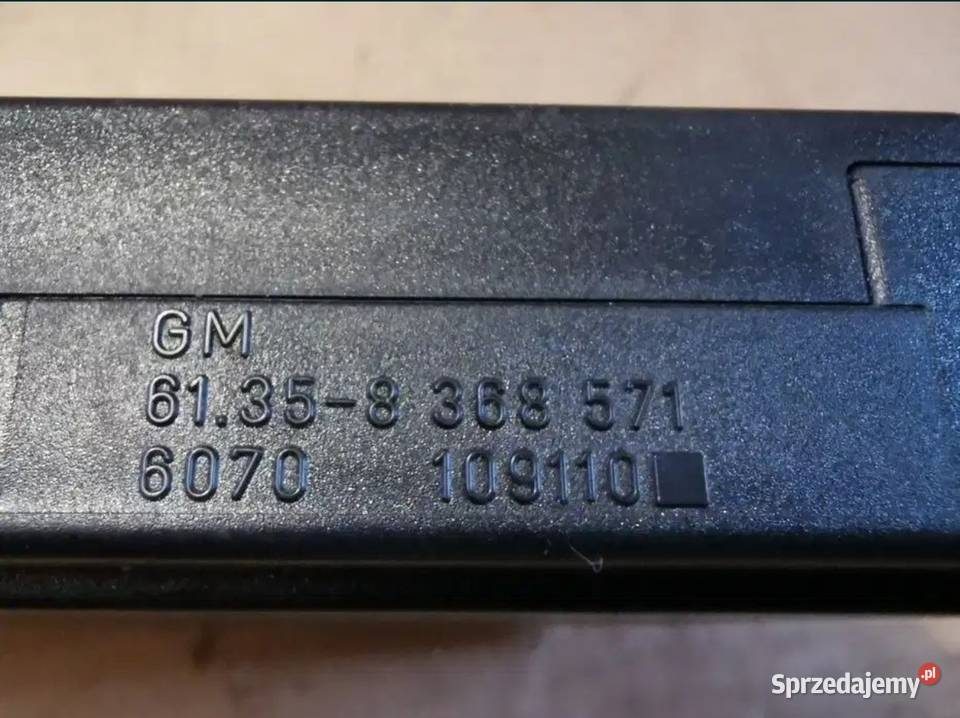 GM
61.35-8 368 571
6070 109110
Sprzedajemy.pl